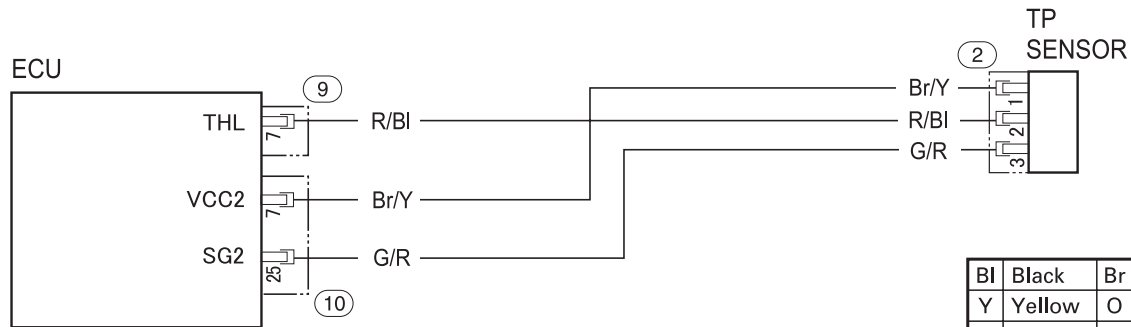 TP
SENSOR
ECU
2
9
Br/Y
1
THL
7
R/Bl
R/Bl
2
G/R
3
VCC2
7
Br/Y
SG2
25
G/R
10
Bl Black Br
Y Yellow O